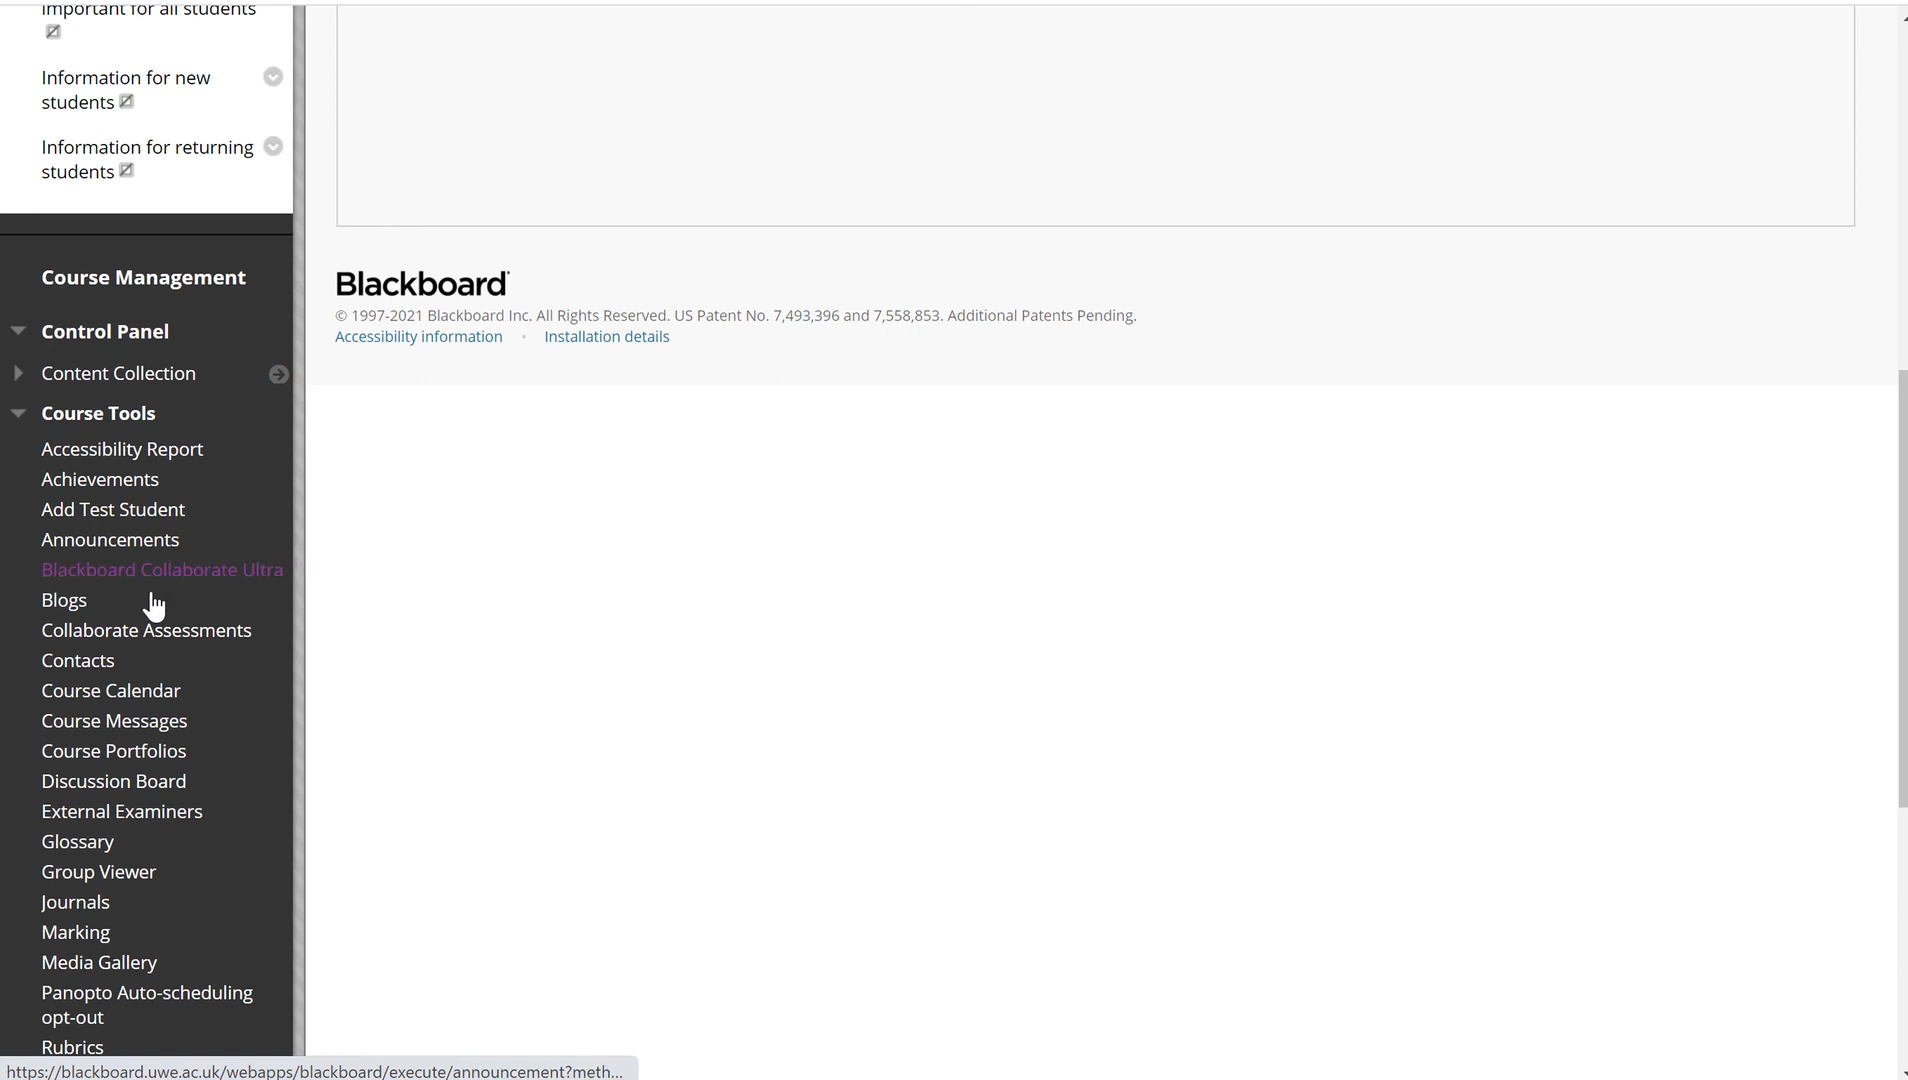 important for all students
Information for new
students
Information for returning
students
Course Management
Control Panel
Content Collection
Course Tools
Accessibility Report
Achievements
Add Test Student
Announcements
Blackboard Collaborate Ultra
Blogs
Collaborate Assessments
Contacts
Course Calendar
Course Messages
Course Portfolios
Discussion Board
External Examiners
Glossary
Group Viewer
Journals
Marking
Media Gallery
Panopto Auto-scheduling
opt-out
Rubrics
https://blackboard.uwe.ac.uk/webapps/blackboard/execute/announcement?meth...
Blackboard
© 1997-2021 Blackboard Inc. All Rights Reserved. US Patent No. 7,493,396 and 7,558,853. Additional Patents Pending.
Accessibility information • Installation details